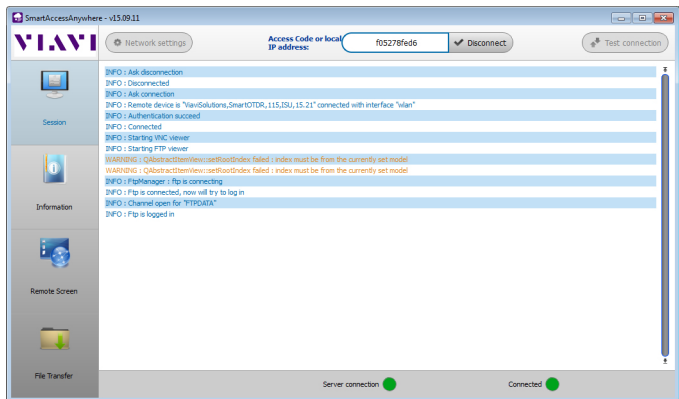 SmartAccessAnywhere - v15.09.11
VIAVI
Network settings
Access Code or local IP address:
f05278fed6
Disconnect
Test connection
Session
Information
Remote Screen
File Transfer
INFO : Ask disconnection
INFO : Disconnected
INFO : Ask connection
INFO : Remote device is "ViaviSolutions,SmartOTDR,115,ISU,15.21" connected with interface "wlan"
INFO : Authentication succeed
INFO : Connected
INFO : Starting VNC viewer
INFO : Starting FTP viewer
WARNING : QAbstractItemView::setRootIndex failed : index must be from the currently set model
WARNING : QAbstractItemView::setRootIndex failed : index must be from the currently set model
INFO : FtpManager : ftp is connecting
INFO : Ftp is connected, now will try to log in
INFO : Channel open for "FTPDATA"
INFO : Ftp is logged in
Server connection
Connected